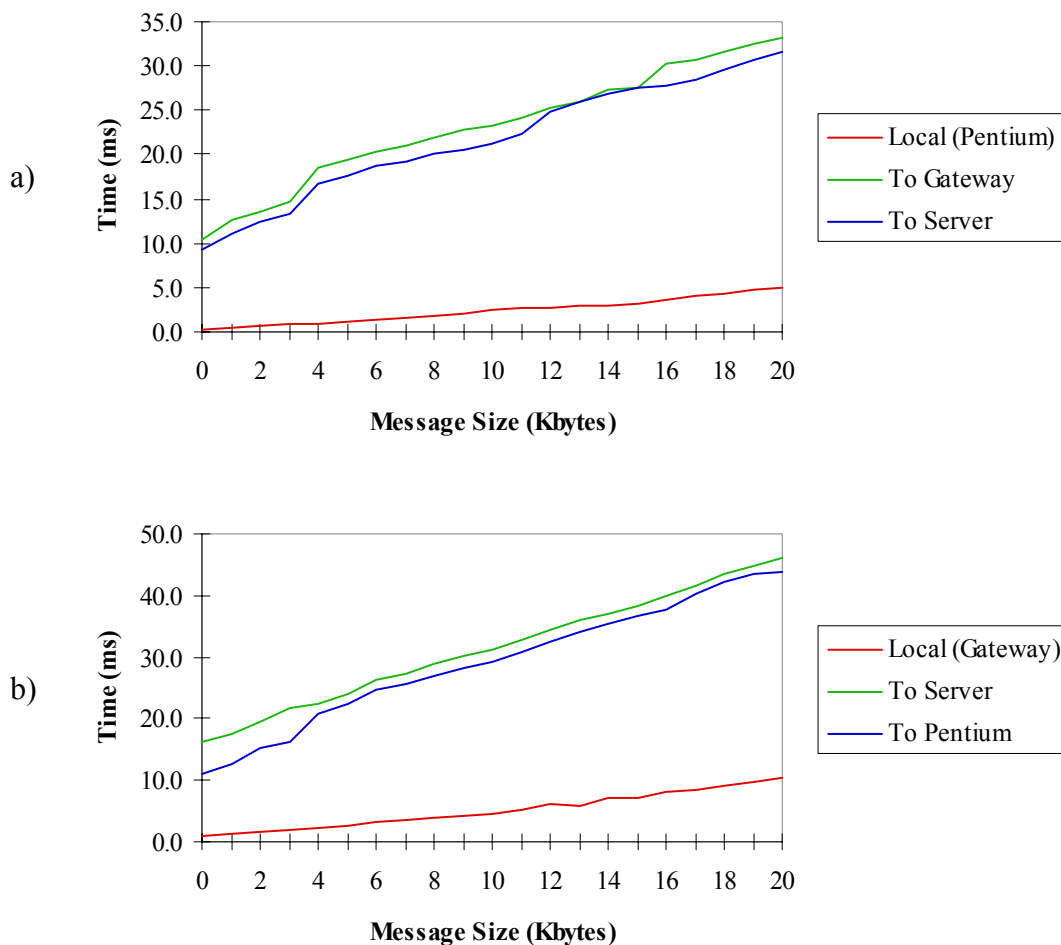 a)
Time (ms)
35.0
30.0
25.0
20.0
15.0
10.0
5.0
0.0
0 2 4 6 8 10 12 14 16 18 20
Message Size (Kbytes)
Local (Pentium)
To Gateway
To Server
b)
Time (ms)
50.0
40.0
30.0
20.0
10.0
0.0
0 2 4 6 8 10 12 14 16 18 20
Message Size (Kbytes)
Local (Gateway)
To Server
To Pentium